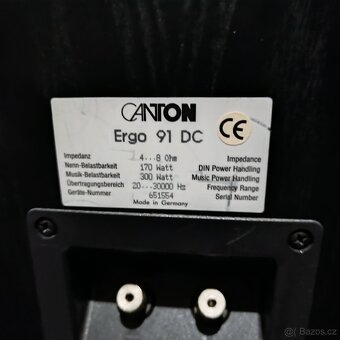 CANTON
Ergo 91 DC
CE
Impedanz 4...8 Ohm Impedance
Nenn-Belastbarkeit 170 Watt DIN Power Handling
Musik-Belastbarkeit 300 Watt Music Power Handling
Übertragungsbereich 20...30000 Hz Frequency Range
Geräte-Nummer 651554 Serial Number
Made in Germany
Bazoš.cz